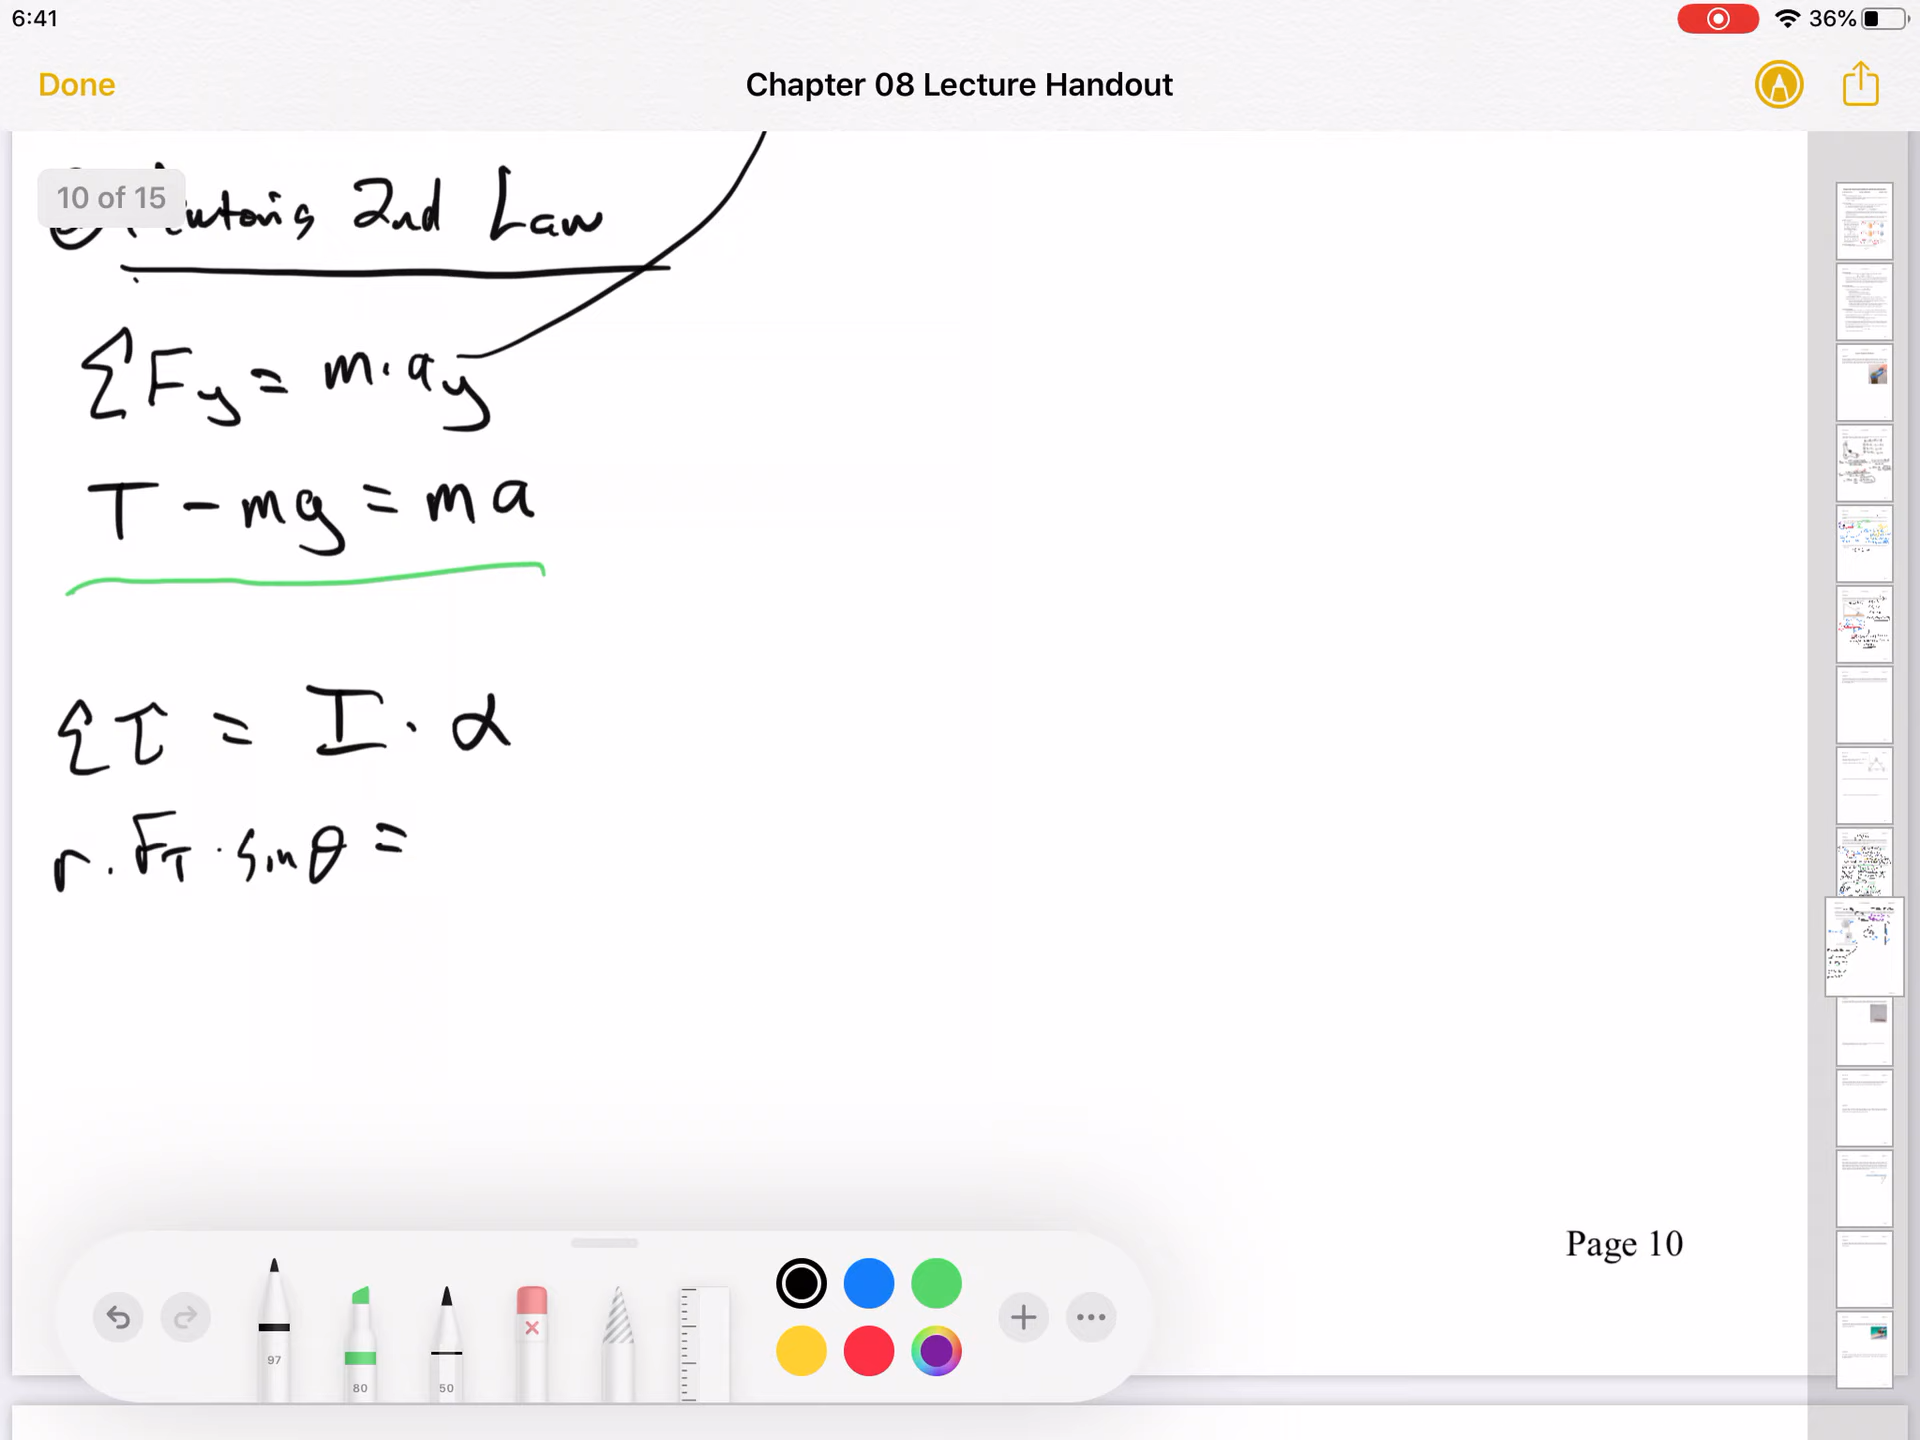 6:41
36%
Done
Chapter 08 Lecture Handout
10 of 15
2nd Law
ΣFy = m·ay
T - mg = ma
Στ = I · α
r · F_T · sinθ =
Page 10
97
80
50